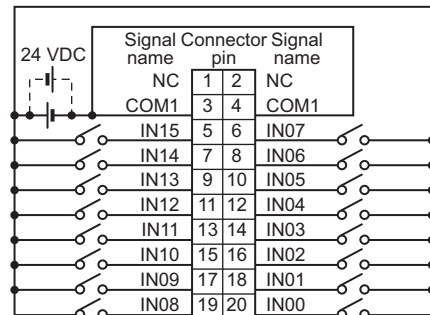 Signal Connector Signal
24 VDC name pin name
NC 1 2 NC
COM1 3 4 COM1
IN15 5 6 IN07
IN14 7 8 IN06
IN13 9 10 IN05
IN12 11 12 IN04
IN11 13 14 IN03
IN10 15 16 IN02
IN09 17 18 IN01
IN08 19 20 IN00